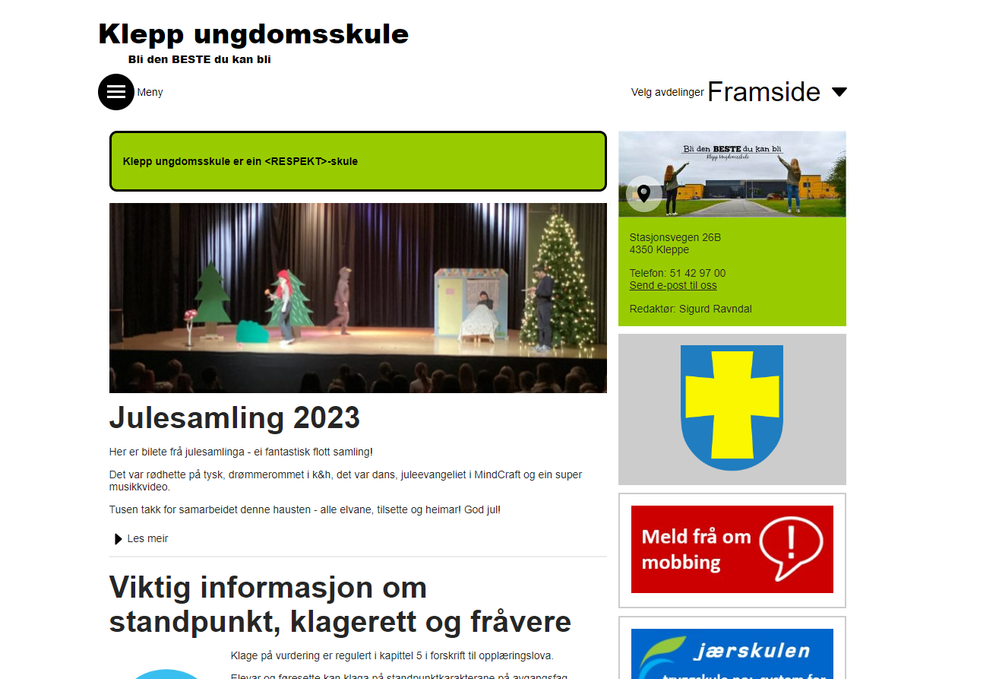 Klepp ungdomsskule
Bli den BESTE du kan bli
Meny
Velg avdelinger Framside
Klepp ungdomsskule er ein <RESPEKT>-skule
Julesamling 2023
Her er bilete frå julesamlinga - ei fantastisk flott samling!
Det var rødhette på tysk, drømmerommet i k&h, det var dans, juleevangeliet i MindCraft og ein super
musikkvideo.
Tusen takk for samarbeidet denne hausten - alle elvane, tilsette og heimar! God jul!
Les meir
Viktig informasjon om
standpunkt, klagerett og fråvere
Klage på vurdering er regulert i kapittel 5 i forskrift til opplæringslova.
Elevar og føresette kan klaga på standpunktkarakterane på avgangsfag
Bli den BESTE du kan bli
Klepp Ungdomsskule
Stasjonsvegen 26B
4350 Kleppe
Telefon: 51 42 97 00
Send e-post til oss
Redaktør: Sigurd Ravndal
Meld frå om
mobbing
jærskulen
tryggskule.no: system for